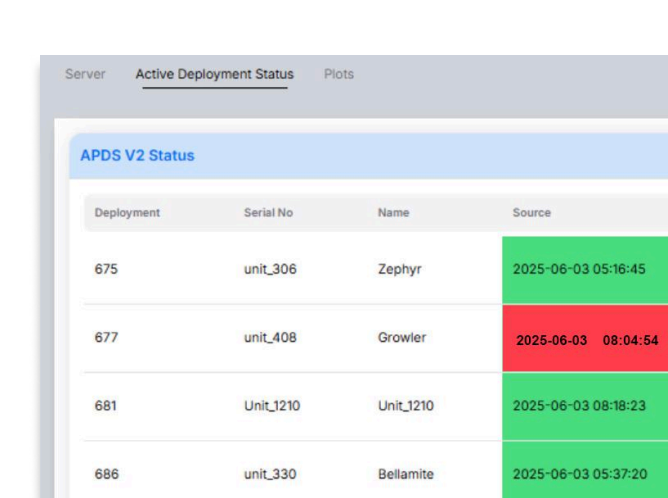 Server Active Deployment Status Plots
APDS V2 Status
Deployment Serial No Name Source
675 unit_306 Zephyr 2025-06-03 05:16:45
677 unit_408 Growler 2025-06-03 08:04:54
681 Unit_1210 Unit_1210 2025-06-03 08:18:23
686 unit_330 Bellamite 2025-06-03 05:37:20